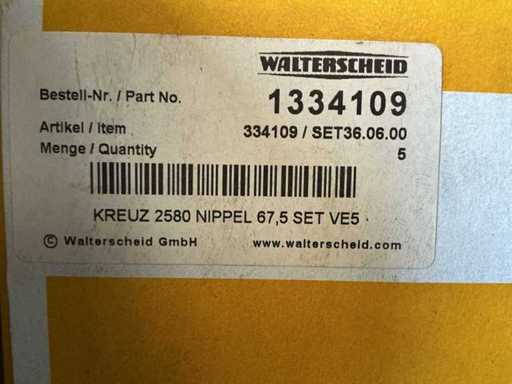 WALTERSCHEID
Bestell-Nr. / Part No. 1334109
Artikel / Item 334109 / SET36.06.00
Menge / Quantity 5
KREUZ 2580 NIPPEL 67,5 SET VE5
© Walterscheid GmbH www.walterscheid.com